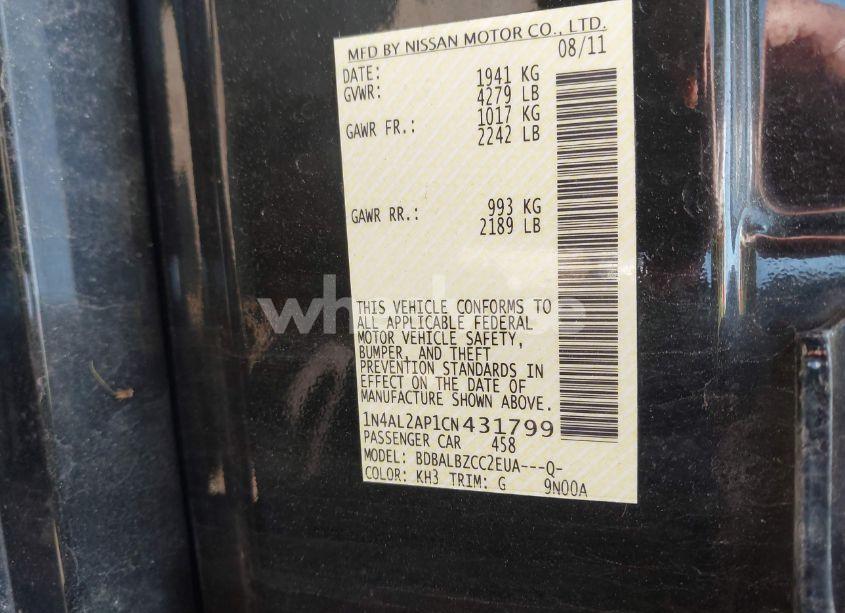 MFD BY NISSAN MOTOR CO., LTD.
08/11
DATE: 1941 KG
GVWR: 4279 LB
1017 KG
GAWR FR.: 2242 LB
993 KG
GAWR RR.: 2189 LB
THIS VEHICLE CONFORMS TO
ALL APPLICABLE FEDERAL
MOTOR VEHICLE SAFETY,
BUMPER, AND THEFT
PREVENTION STANDARDS IN
EFFECT ON THE DATE OF
MANUFACTURE SHOWN ABOVE.
1N4AL2AP1CN431799
PASSENGER CAR 458
MODEL: BDBALBZCC2EUA---Q-
COLOR: KH3 TRIM: G 9N00A